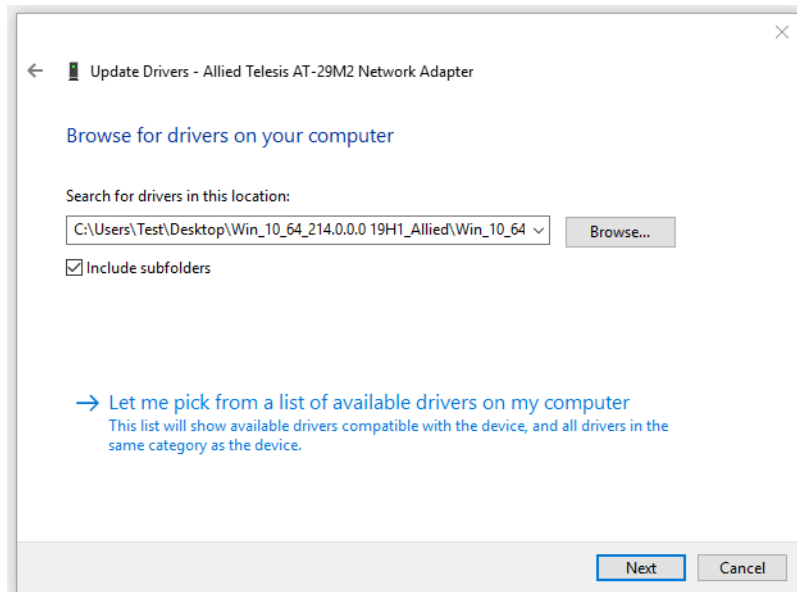 Update Drivers - Allied Telesis AT-29M2 Network Adapter
Browse for drivers on your computer
Search for drivers in this location:
C:\Users\Test\Desktop\Win_10_64_214.0.0.0 19H1_Allied\Win_10_64
Browse...
Include subfolders
Let me pick from a list of available drivers on my computer
This list will show available drivers compatible with the device, and all drivers in the
same category as the device.
Next
Cancel